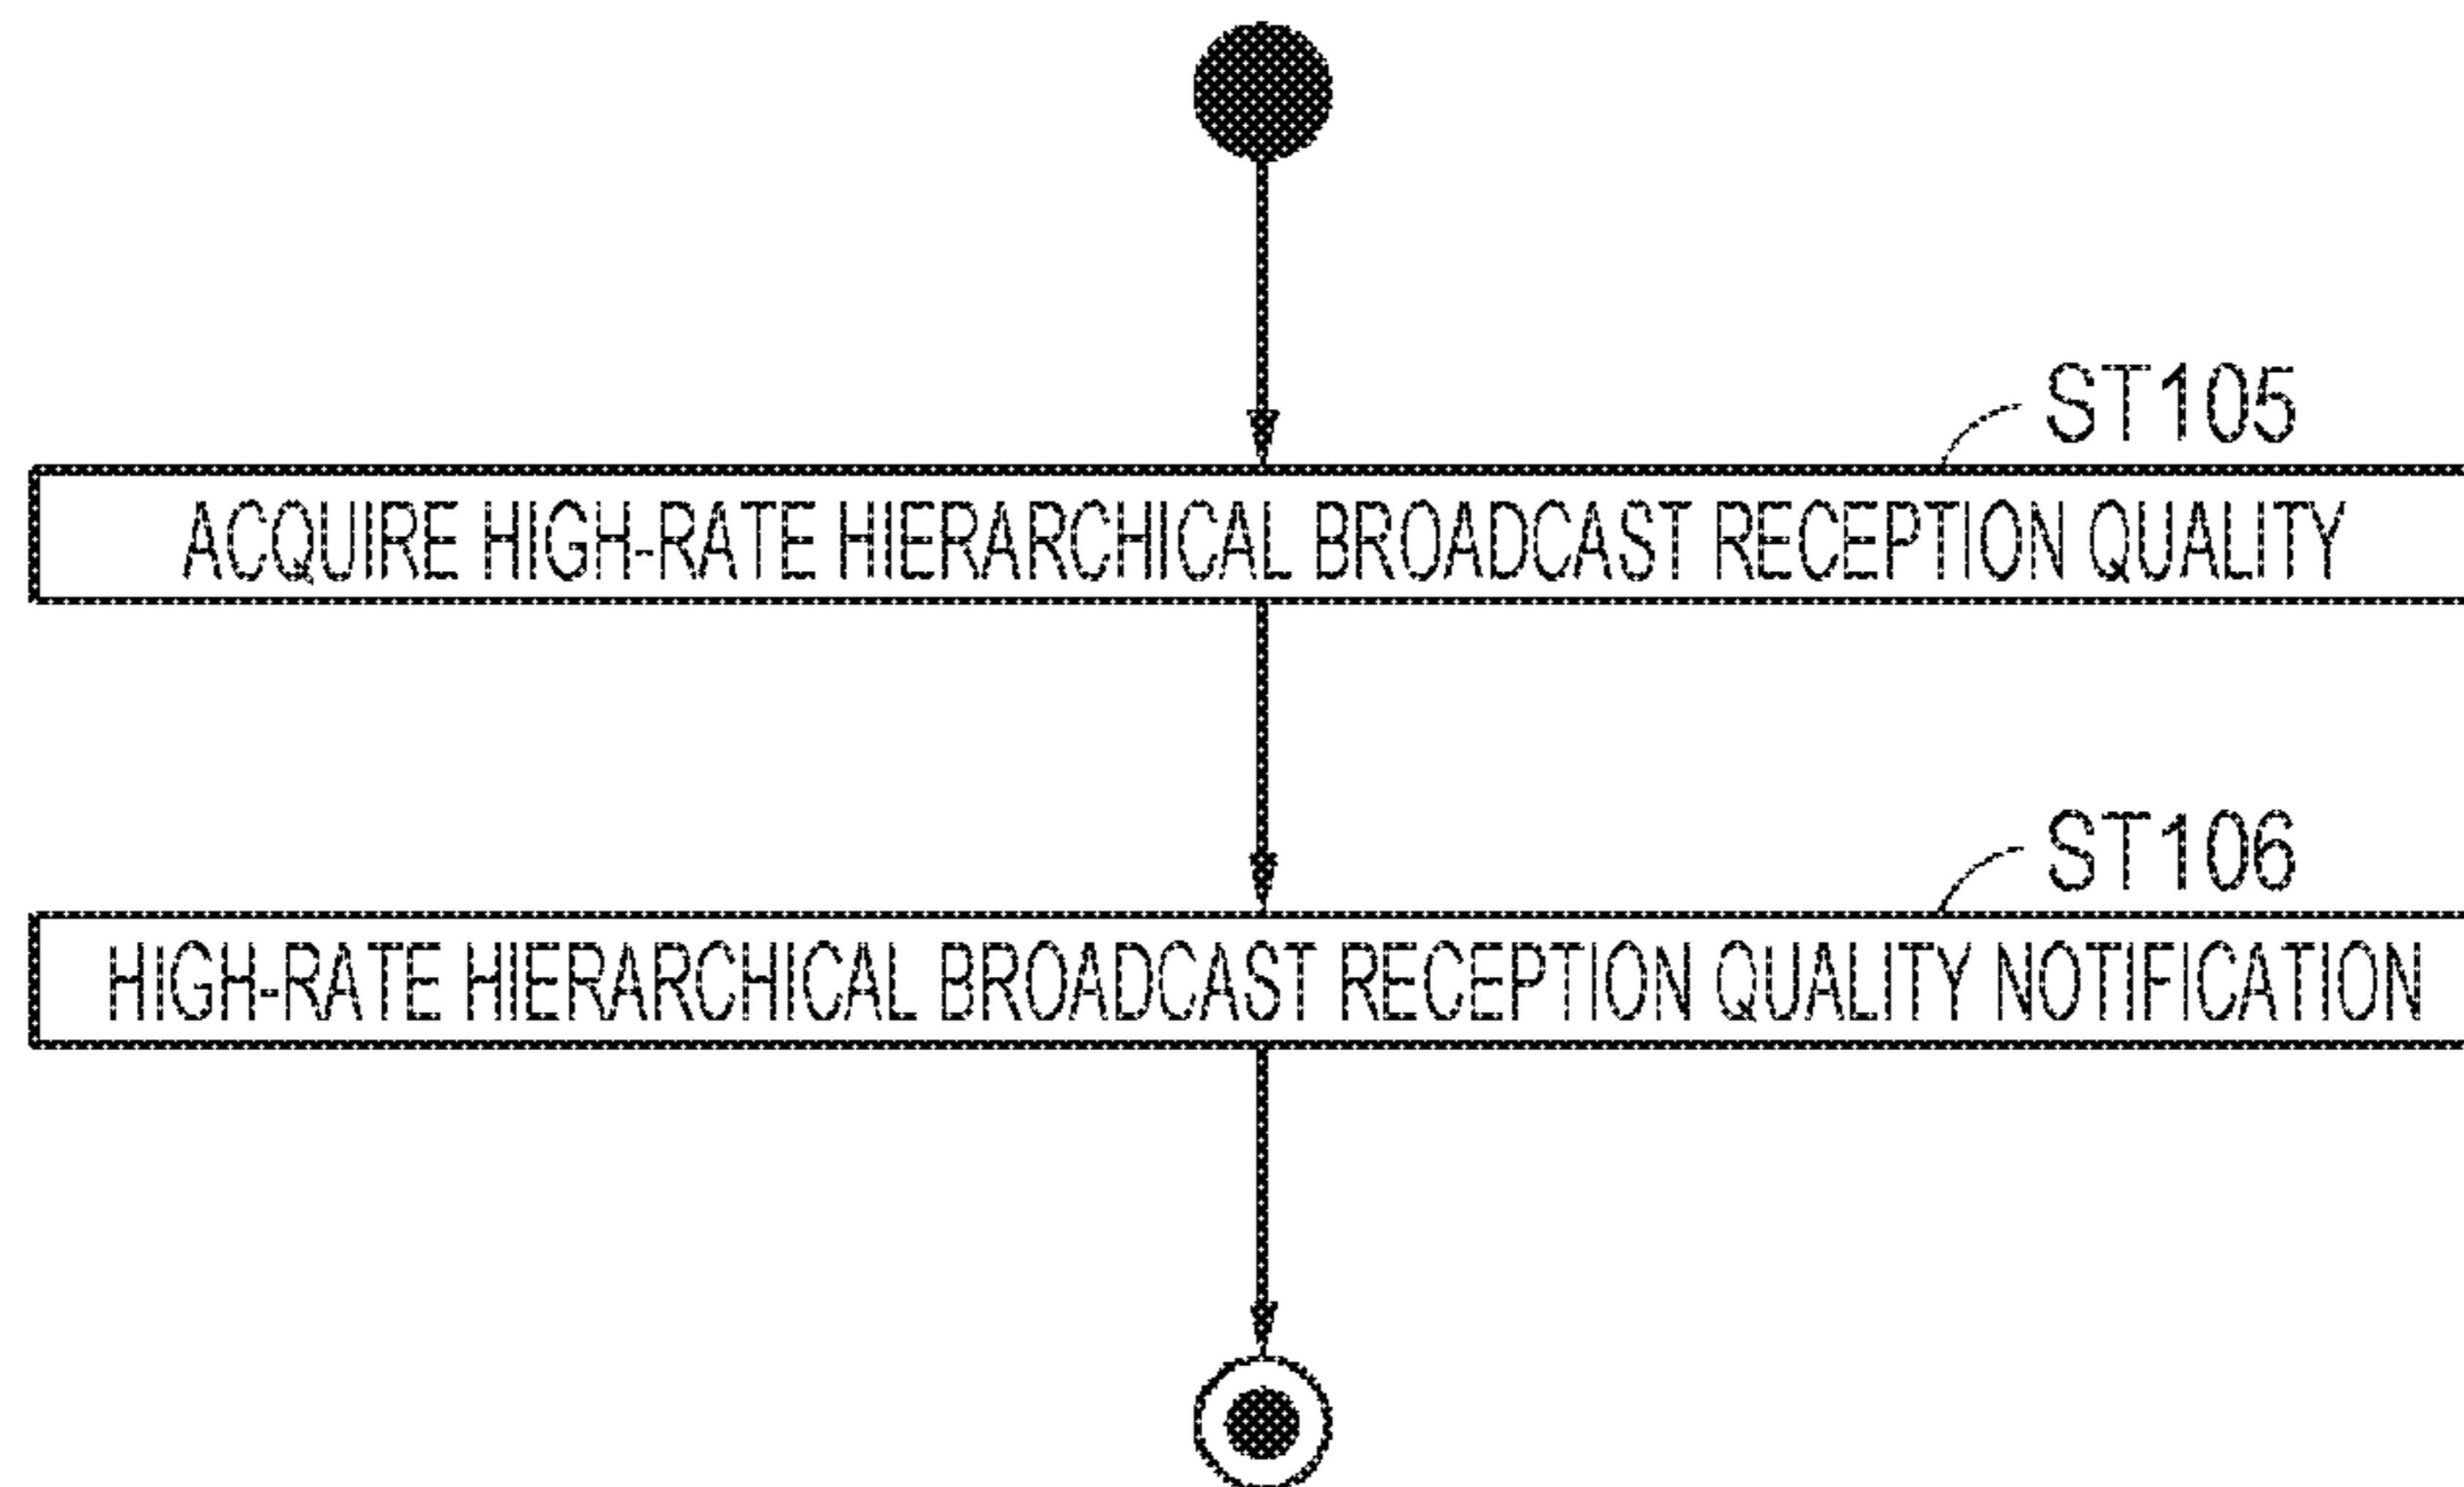 ST105
ACQUIRE HIGH-RATE HIERARCHICAL BROADCAST RECEPTION QUALITY
ST106
HIGH-RATE HIERARCHICAL BROADCAST RECEPTION QUALITY NOTIFICATION